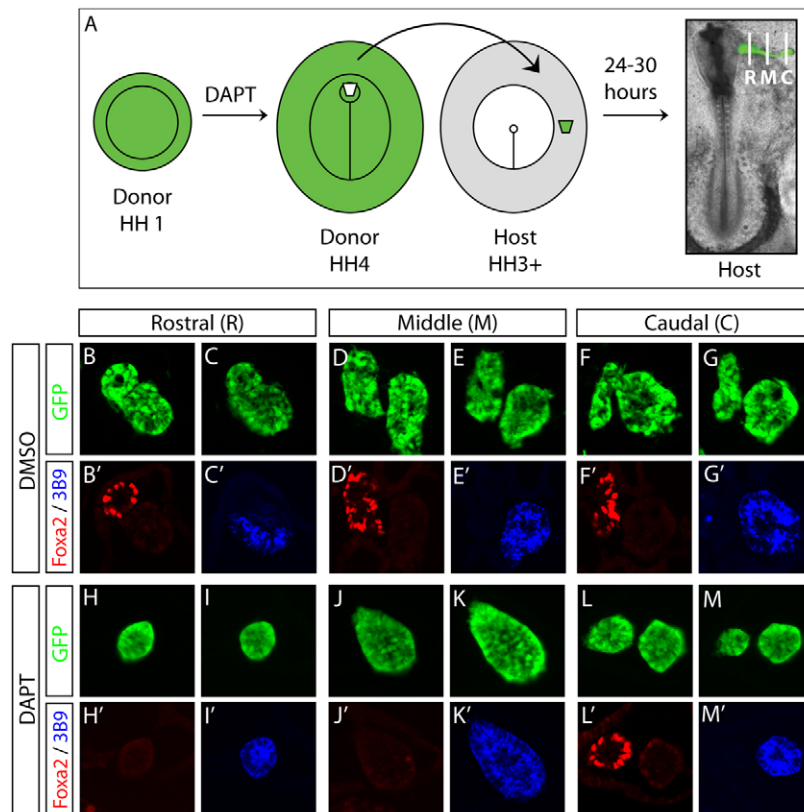 A
DAPT
24-30
hours
R M C
Donor
HH 1
Donor
HH4
Host
HH3+
Host
Rostral (R)
Middle (M)
Caudal (C)
DMSO
GFP
B
C
D
E
F
G
Foxa2 / 3B9
B'
C'
D'
E'
F'
G'
DAPT
GFP
H
I
J
K
L
M
Foxa2 / 3B9
H'
I'
J'
K'
L'
M'